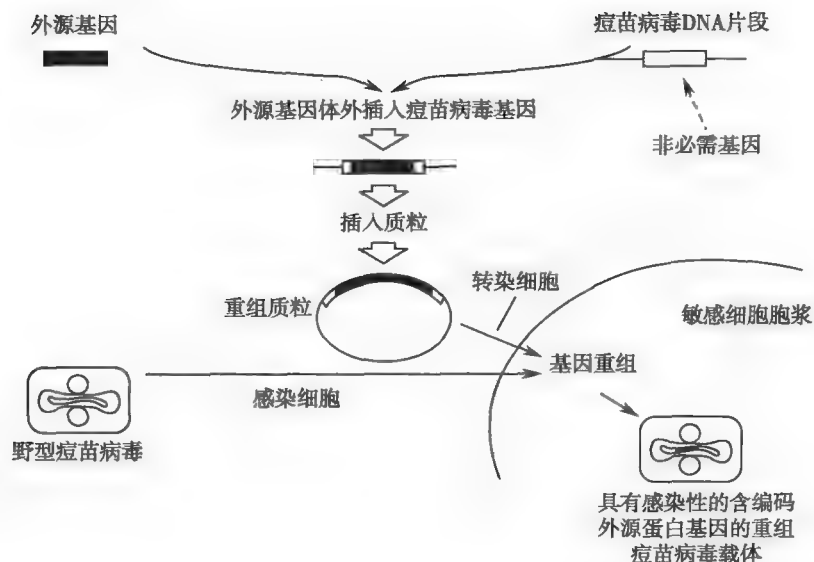 外源基因
痘苗病毒DNA片段
外源基因体外插入痘苗病毒基因
非必需基因
插入质粒
转染细胞
重组质粒
敏感细胞胞浆
基因重组
感染细胞
野型痘苗病毒
具有感染性的含编码
外源蛋白基因的重组
痘苗病毒载体